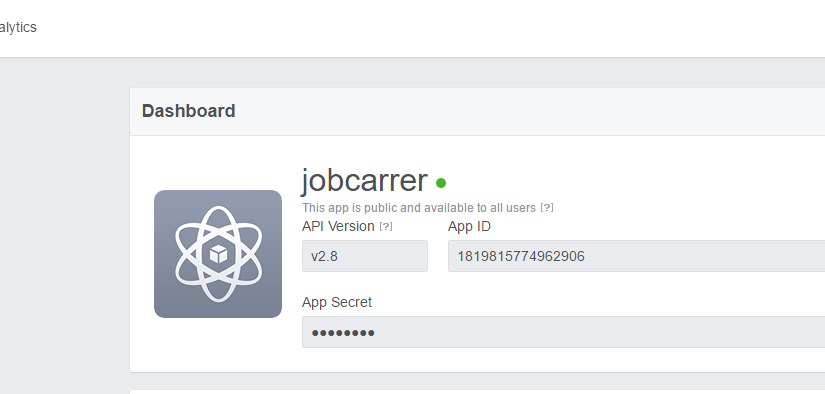 alytics
Dashboard
jobcarrer
This app is public and available to all users [?]
API Version [?]
App ID
v2.8
1819815774962906
App Secret
●●●●●●●●